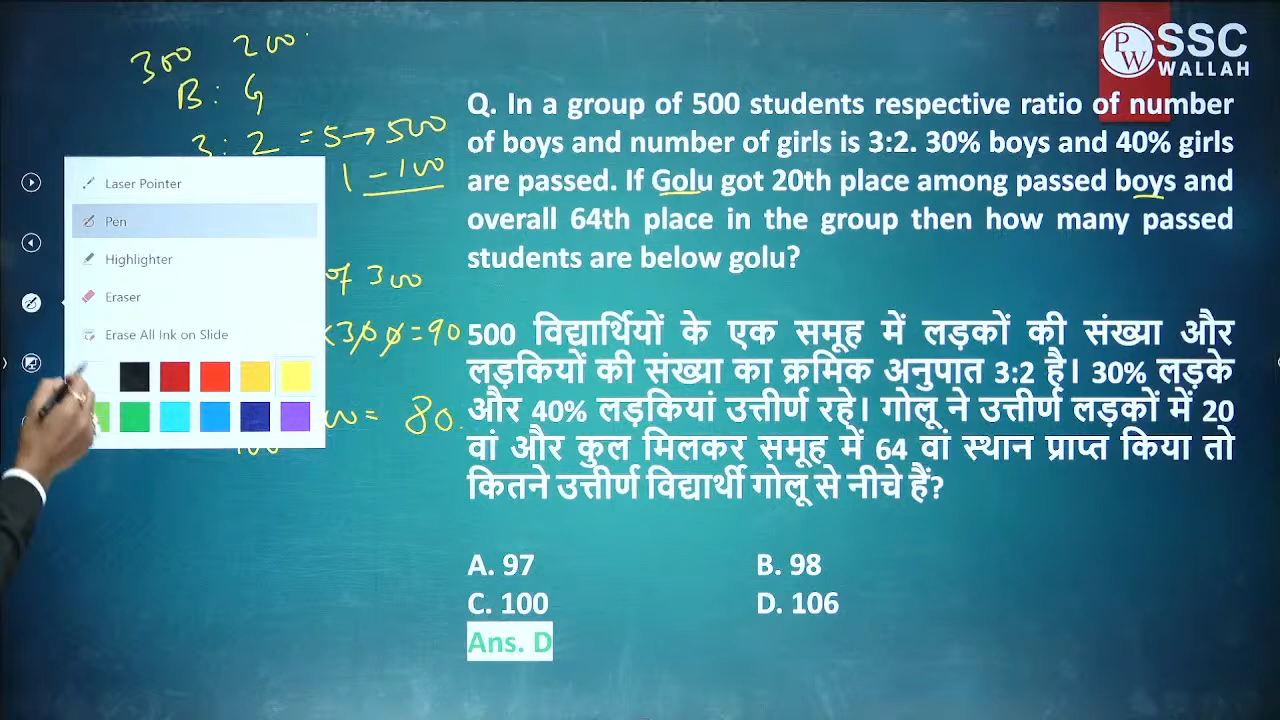 300 200
B : G
3 : 2 = 5 → 500
1 – 100
of 300
×300 = 90
= 80.
100
Laser Pointer
Pen
Highlighter
Eraser
Erase All Ink on Slide
PW SSC
WALLAH
Q. In a group of 500 students respective ratio of number
of boys and number of girls is 3:2. 30% boys and 40% girls
are passed. If Golu got 20th place among passed boys and
overall 64th place in the group then how many passed
students are below golu?
500 विद्यार्थियों के एक समूह में लड़कों की संख्या और
लड़कियों की संख्या का क्रमिक अनुपात 3:2 है। 30% लड़के
और 40% लड़कियां उत्तीर्ण रहे। गोलू ने उत्तीर्ण लड़कों में 20
वां और कुल मिलकर समूह में 64 वां स्थान प्राप्त किया तो
कितने उत्तीर्ण विद्यार्थी गोलू से नीचे हैं?
A. 97 B. 98
C. 100 D. 106
Ans. D